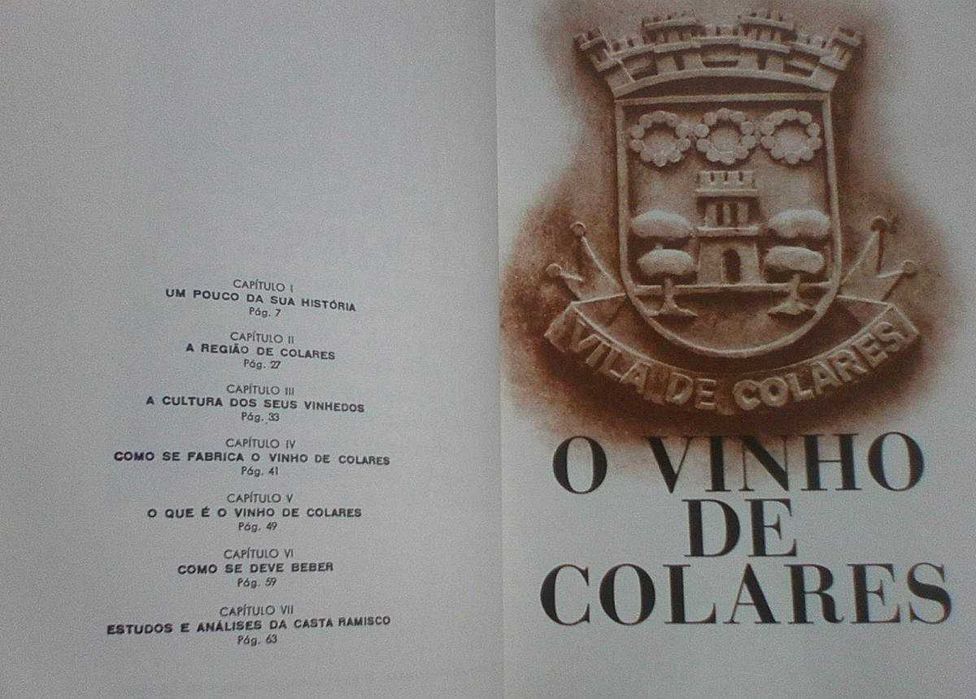 CAPÍTULO I
UM POUCO DA SUA HISTÓRIA
Pág. 7
CAPÍTULO II
A REGIÃO DE COLARES
Pág. 27
CAPÍTULO III
A CULTURA DOS SEUS VINHEDOS
Pág. 33
CAPÍTULO IV
COMO SE FABRICA O VINHO DE COLARES
Pág. 41
CAPÍTULO V
O QUE É O VINHO DE COLARES
Pág. 49
CAPÍTULO VI
COMO SE DEVE BEBER
Pág. 59
CAPÍTULO VII
ESTUDOS E ANÁLISES DA CASTA RAMISCO
Pág. 63
VILA DE COLARES
O VINHO
DE
COLARES